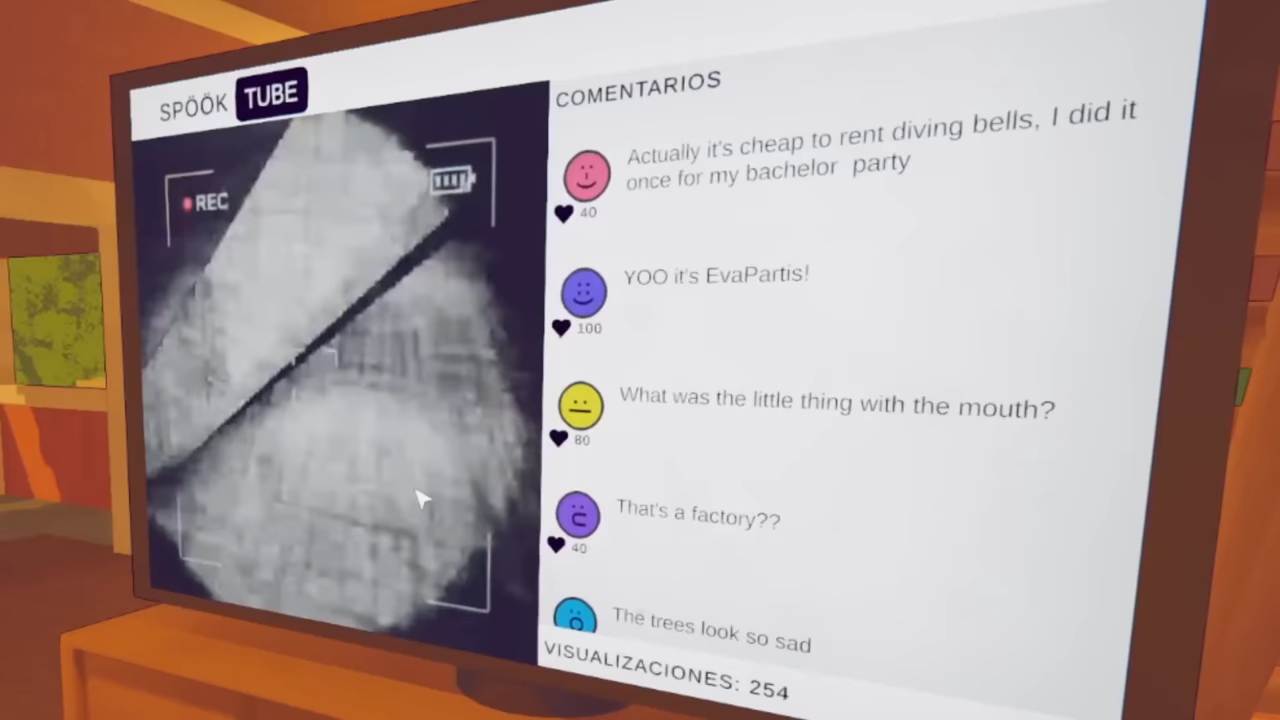 SPÖÖK TUBE
REC
COMENTARIOS
Actually it's cheap to rent diving bells, I did it
once for my bachelor party
40
YOO it's EvaPartis!
100
What was the little thing with the mouth?
80
That's a factory??
40
The trees look so sad
VISUALIZACIONES: 254